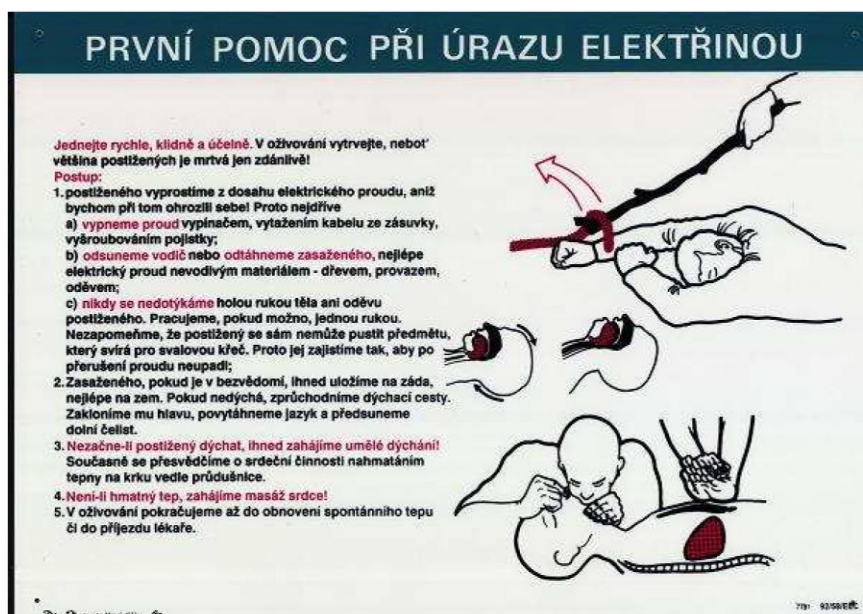 PRVNÍ POMOC PŘI ÚRAZU ELEKTŘINOU
Jednejte rychle, klidně a účelně. V oživování vytrvejte, neboť
většina postižených je mrtvá jen zdánlivě!
Postup:
1. postiženého vyprostíme z dosahu elektrického proudu, aniž
bychom při tom ohrozili sebe! Proto nejdříve
a) vypneme proud vypínačem, vytažením kabelu ze zásuvky,
vyšroubováním pojistky;
b) odsuneme vodič nebo odtáhneme zasaženého, nejlépe
elektrický proud nevodivým materiálem - dřevem, provazem,
oděvem;
c) nikdy se nedotýkáme holou rukou těla ani oděvu
postiženého. Pracujeme, pokud možno, jednou rukou.
Nezapomeňme, že postižený se sám nemůže pustit předmětu,
který svírá pro svalovou křeč. Proto jej zajistíme tak, aby po
přerušení proudu neupadl;
2. Zasaženého, pokud je v bezvědomí, ihned uložíme na záda,
nejlépe na zem. Pokud nedýchá, zprůchodníme dýchací cesty.
Zakloníme mu hlavu, povytáhneme jazyk a předsuneme
dolní čelist.
3. Nezačne-li postižený dýchat, ihned zahájíme umělé dýchání!
Současně se přesvědčíme o srdeční činnosti nahmatáním
tepny na krku vedle průdušnice.
4. Není-li hmatný tep, zahájíme masáž srdce!
5. V oživování pokračujeme až do obnovení spontánního tepu
či do příjezdu lékaře.